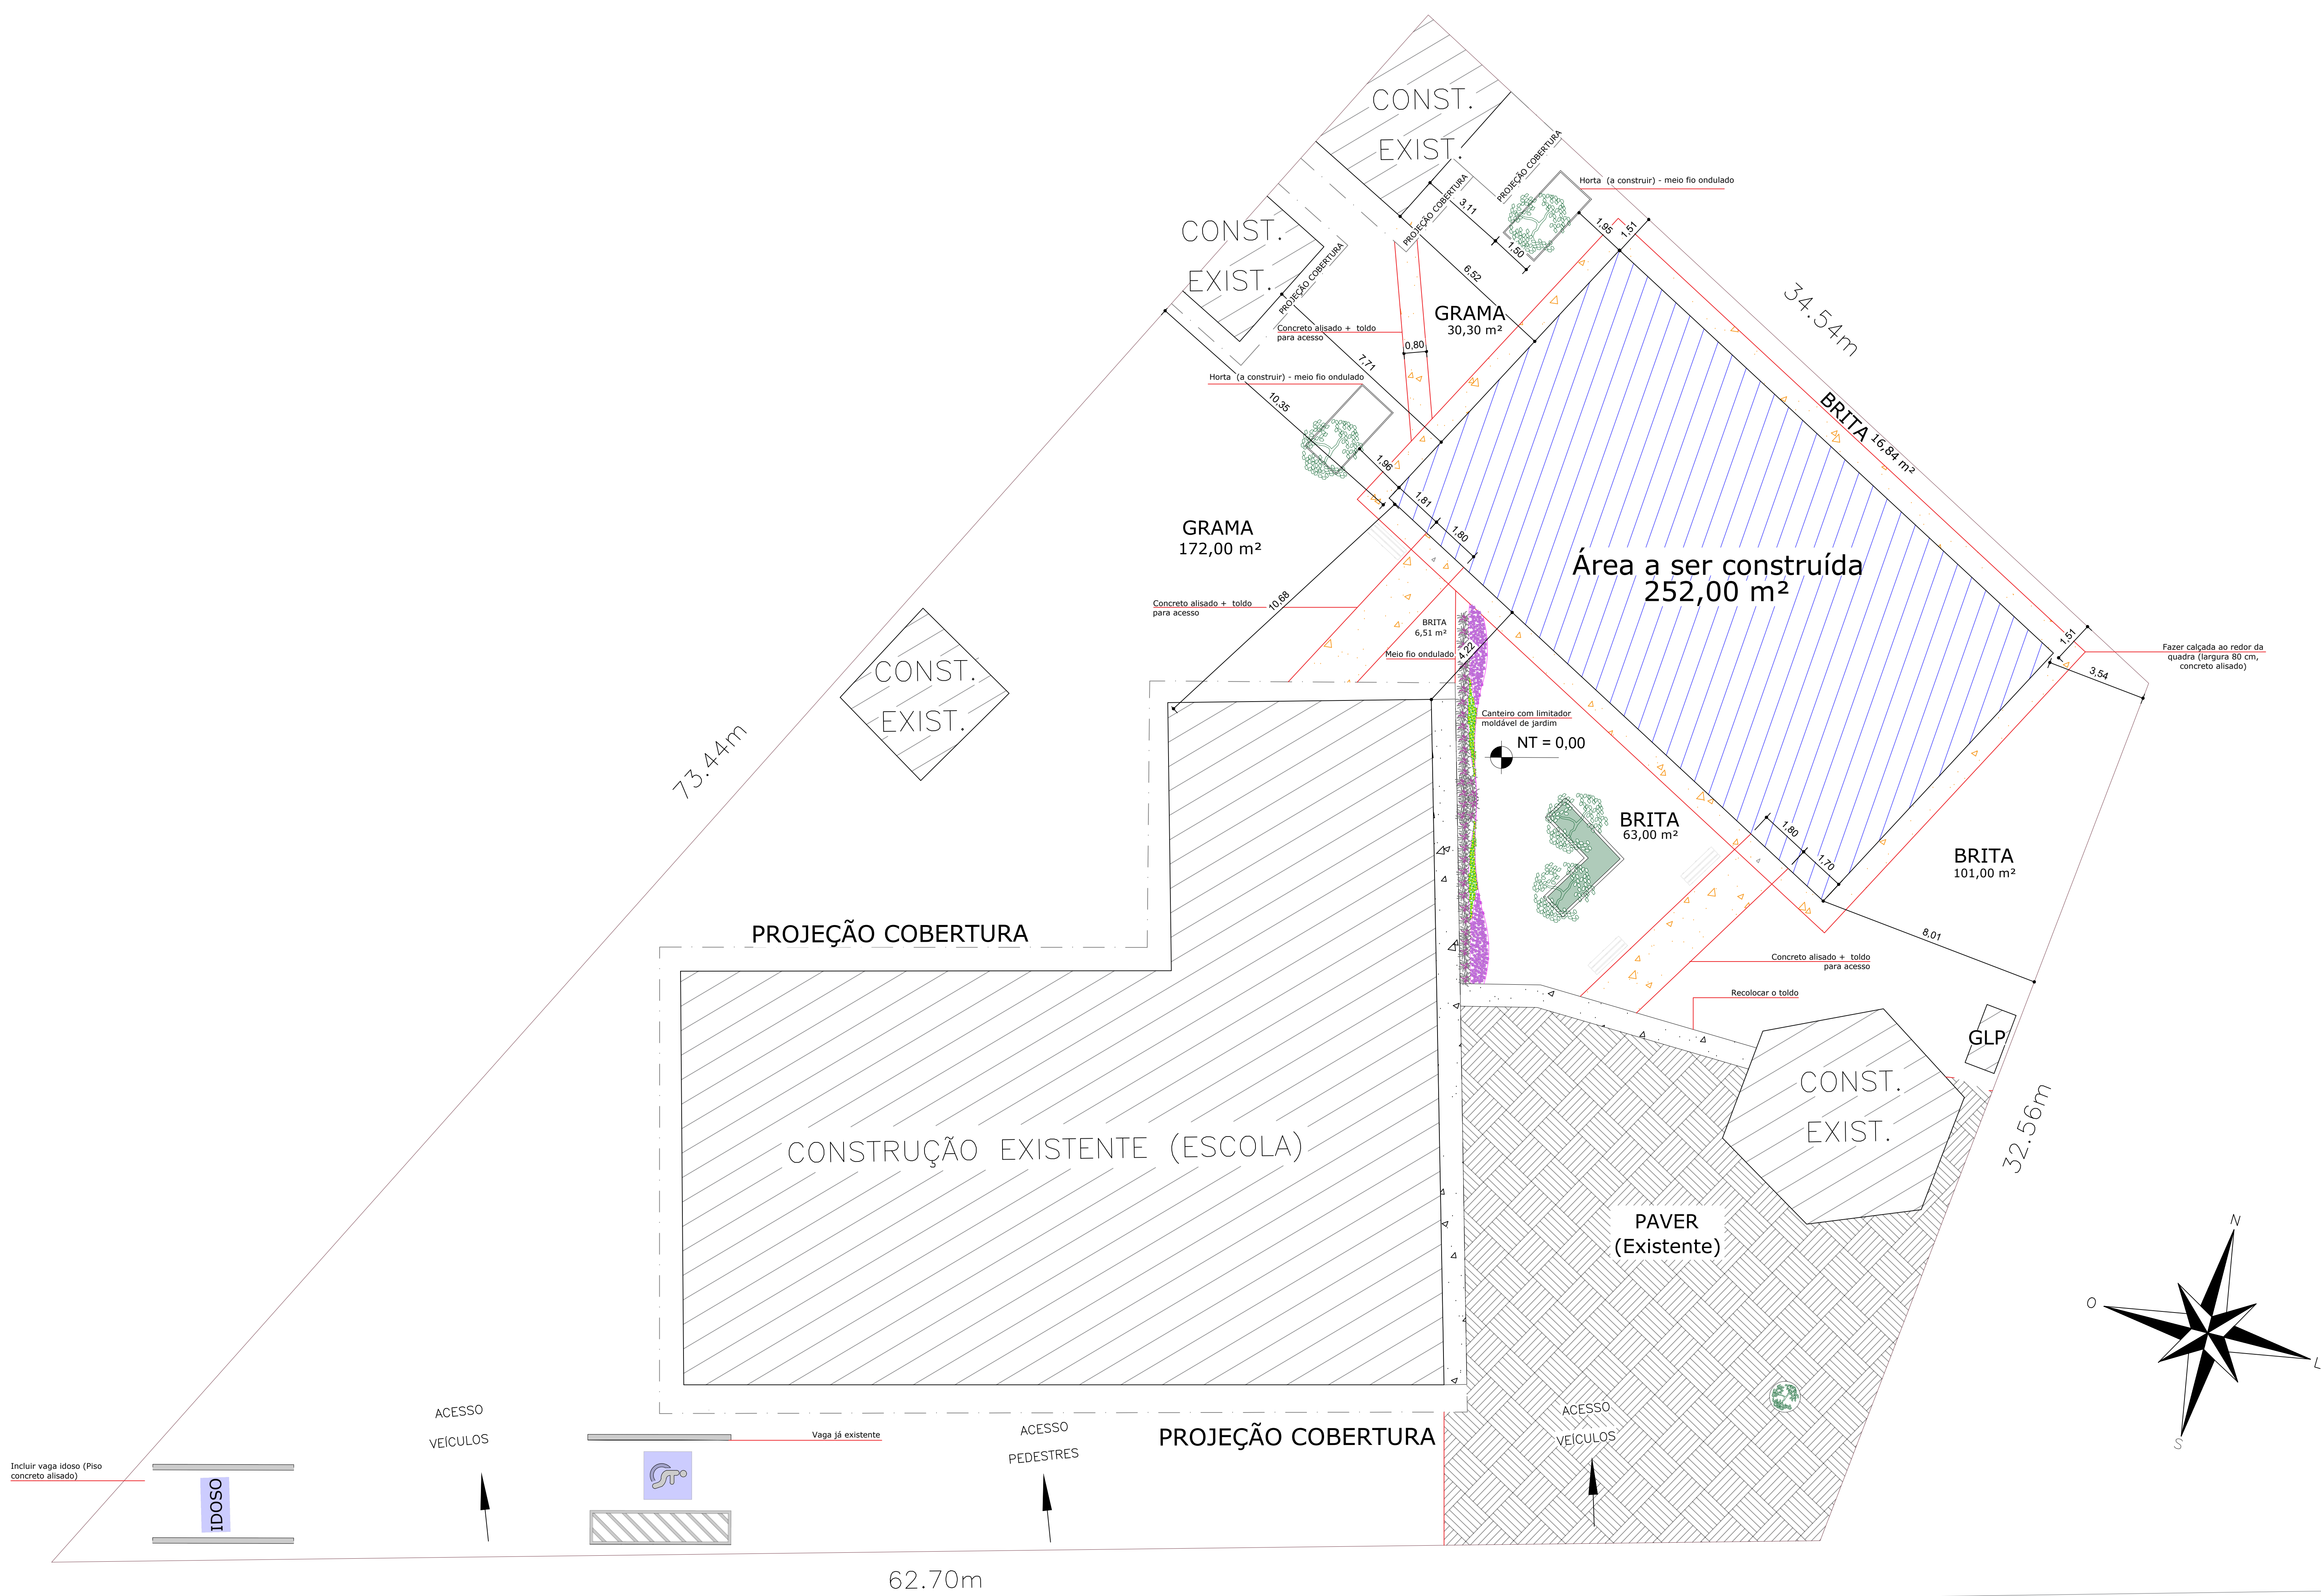 CONST.
EXIST.
PROJEÇÃO COBERTURA
PROJEÇÃO COBERTURA
Horta  (a construir) - meio fio ondulado
3,11
1,50
1,95
1,51
CONST.
EXIST.
PROJEÇÃO COBERTURA
6,52
34.54m
GRAMA
30,30 m²
Concreto alisado +  toldo
para acesso
0,80
7,71
Horta  (a construir) - meio fio ondulado
10,35
BRITA 16,84 m²
1,96
1,81
1,80
GRAMA
172,00 m²
Área a ser construída
252,00 m²
Concreto alisado +  toldo
para acesso
10,68
BRITA
6,51 m²
Meio fio ondulado
4,22
1,51
Fazer calçada ao redor da
quadra (largura 80 cm,
concreto alisado)
3,54
CONST.
EXIST.
73.44m
Canteiro com limitador
moldável de jardim
NT = 0,00
BRITA
63,00 m²
1,80
1,70
BRITA
101,00 m²
PROJEÇÃO COBERTURA
8,01
Concreto alisado +  toldo
para acesso
Recolocar o toldo
GLP
CONST.
EXIST.
32.56m
CONSTRUÇÃO EXISTENTE (ESCOLA)
PAVER
(Existente)
N
O
L
S
ACESSO
VEÍCULOS
Vaga já existente
ACESSO
PEDESTRES
PROJEÇÃO COBERTURA
ACESSO
VEÍCULOS
Incluir vaga idoso (Piso
concreto alisado)
IDOSO
62.70m